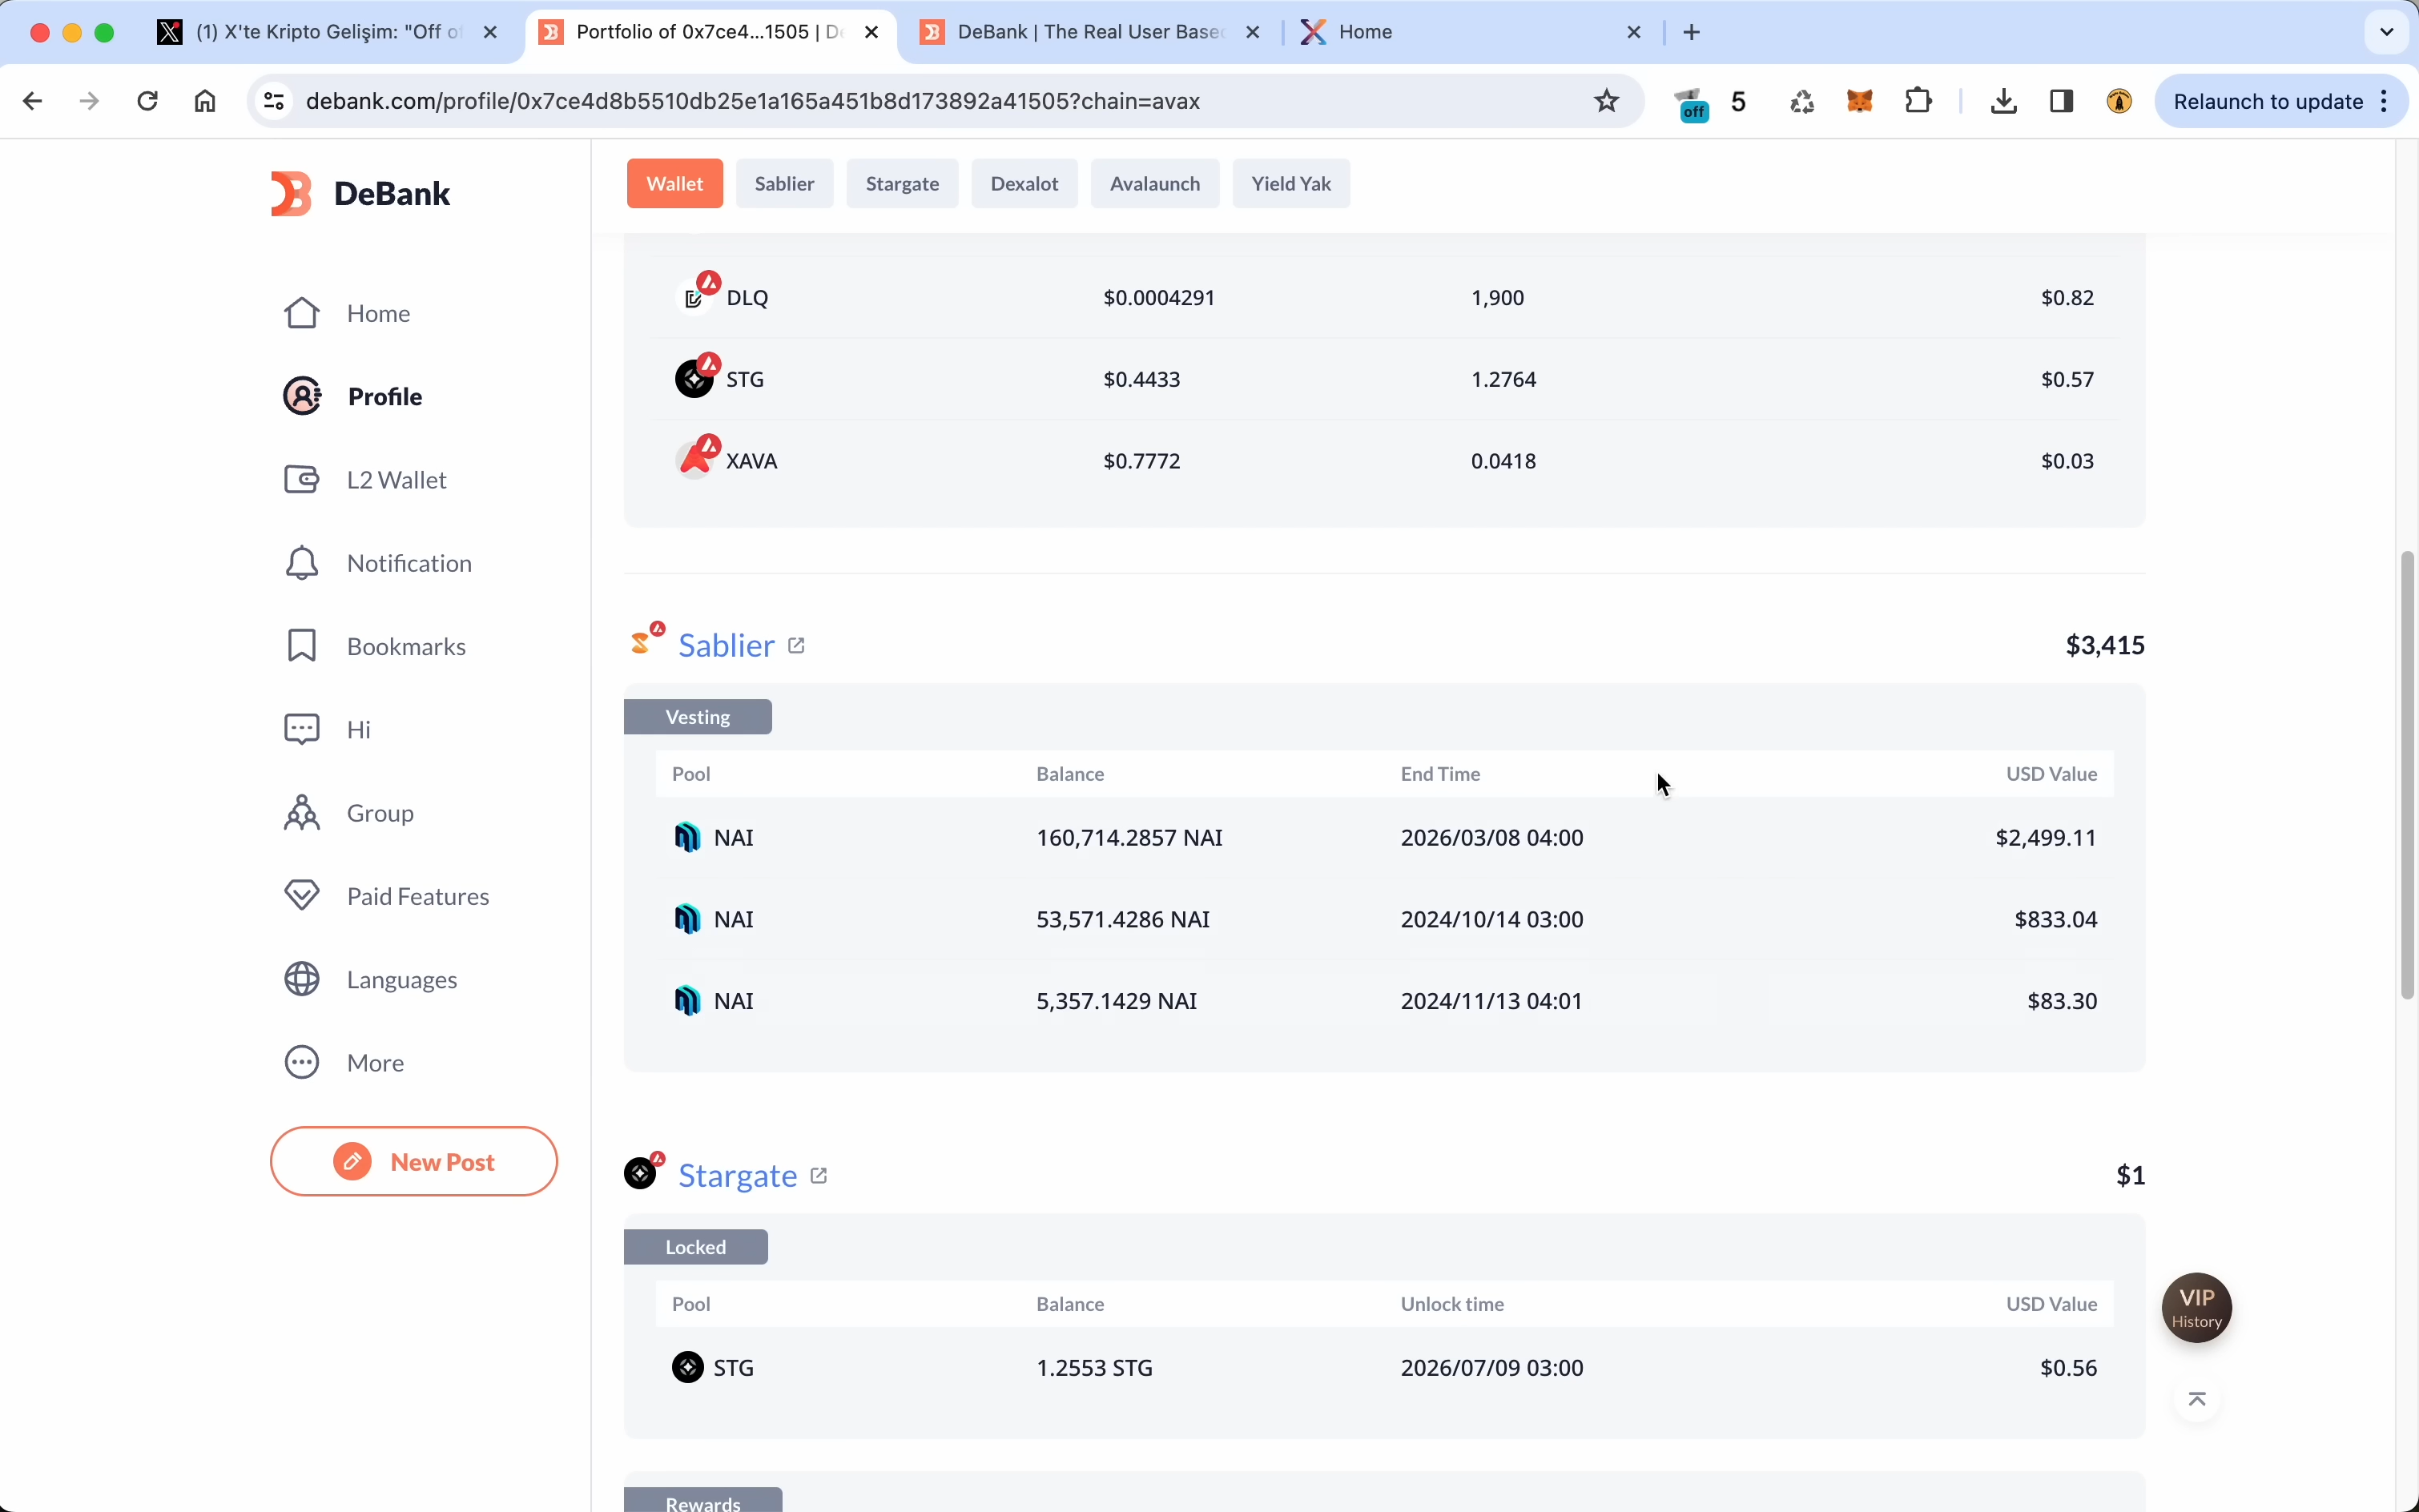 (1) X'te Kripto Gelişim: "Off o
Portfolio of 0x7ce4...1505 | De
DeBank | The Real User Base
Home
debank.com/profile/0x7ce4d8b5510db25e1a165a451b8d173892a41505?chain=avax
off
5
Relaunch to update
DeBank
Home
Profile
L2 Wallet
Notification
Bookmarks
Hi
Group
Paid Features
Languages
More
New Post
Wallet Sablier Stargate Dexalot Avalaunch Yield Yak
DLQ $0.0004291 1,900 $0.82
STG $0.4433 1.2764 $0.57
XAVA $0.7772 0.0418 $0.03
Sablier $3,415
Vesting
Pool Balance End Time USD Value
NAI 160,714.2857 NAI 2026/03/08 04:00 $2,499.11
NAI 53,571.4286 NAI 2024/10/14 03:00 $833.04
NAI 5,357.1429 NAI 2024/11/13 04:01 $83.30
Stargate $1
Locked
Pool Balance Unlock time USD Value
STG 1.2553 STG 2026/07/09 03:00 $0.56
Rewards
VIP
History